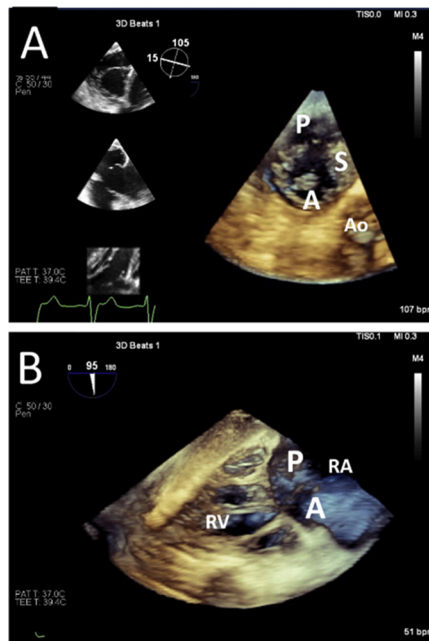 3D Beats 1
TIS0.0 MI 0.3
A
M4
105
15
C 50 / 30
Pen
P
S
A
Ao
PAT T: 37.0C
TEE T: 39.4C
107 bpm
3D Beats 1
TIS0.1 MI 0.3
B
M4
0 95 180
C 50 / 30
Pen
P
RA
A
RV
PAT T: 37.0C
TEE T: 39.4C
51 bpm